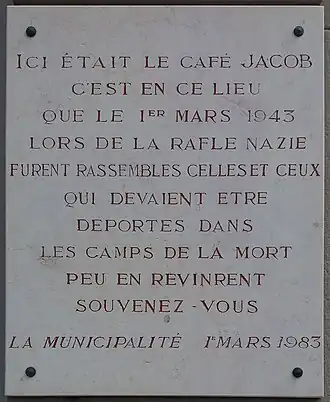 ICI ÉTAIT LE CAFÉ JACOB
C'EST EN CE LIEU
QUE LE 1ER MARS 1943
LORS DE LA RAFLE NAZIE
FURENT RASSEMBLES CELLES ET CEUX
QUI DEVAIENT ETRE
DEPORTES DANS
LES CAMPS DE LA MORT
PEU EN REVINRENT
SOUVENEZ-VOUS
LA MUNICIPALITÉ 1ER MARS 1983